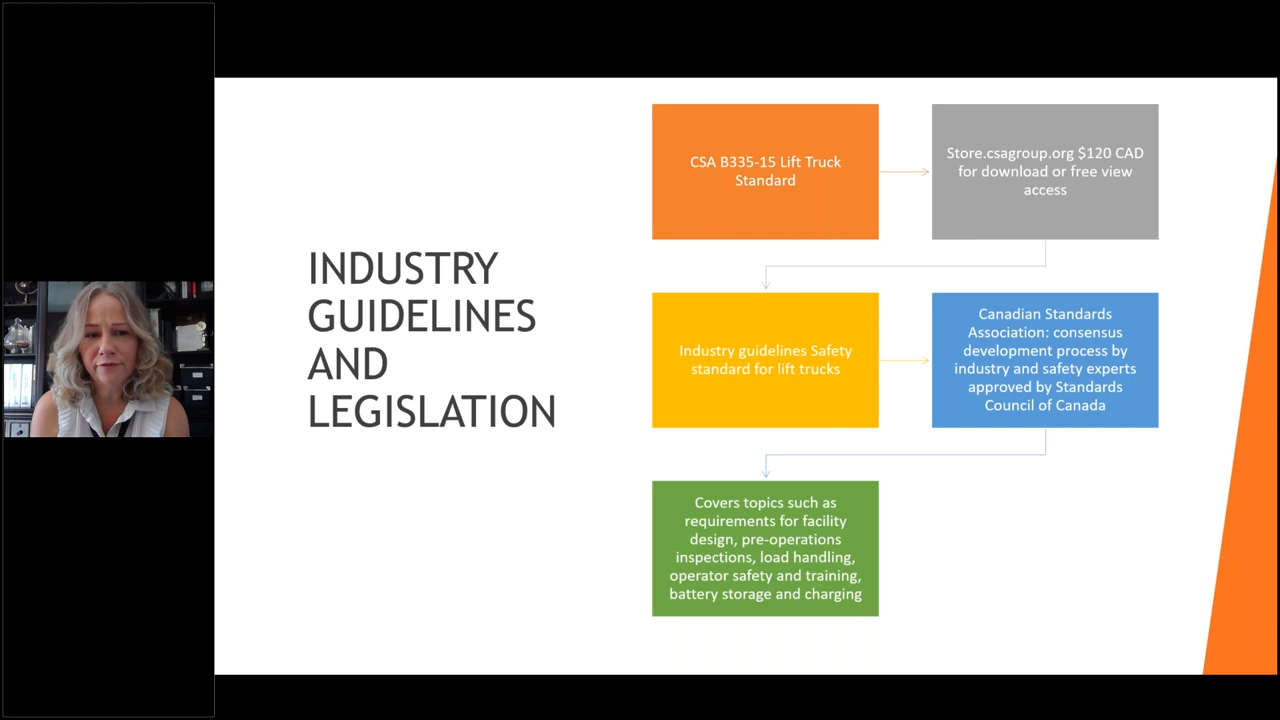 INDUSTRY
GUIDELINES
AND
LEGISLATION
CSA B335-15 Lift Truck
Standard
Store.csagroup.org $120 CAD
for download or free view
access
Industry guidelines Safety
standard for lift trucks
Canadian Standards
Association: consensus
development process by
industry and safety experts
approved by Standards
Council of Canada
Covers topics such as
requirements for facility
design, pre-operations
inspections, load handling,
operator safety and training,
battery storage and charging